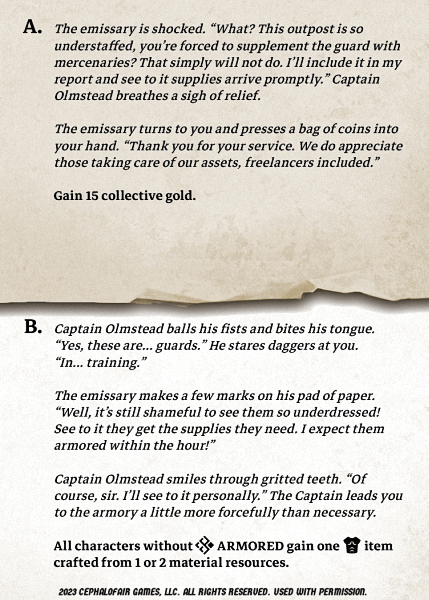 A. The emissary is shocked. “What? This outpost is so
understaffed, you’re forced to supplement the guard with
mercenaries? That simply will not do. I’ll include it in my
report and see to it supplies arrive promptly.” Captain
Olmstead breathes a sigh of relief.
The emissary turns to you and presses a bag of coins into
your hand. “Thank you for your service. We do appreciate
those taking care of our assets, freelancers included.”
Gain 15 collective gold.
B. Captain Olmstead balls his fists and bites his tongue.
“Yes, these are... guards.” He stares daggers at you.
“In... training.”
The emissary makes a few marks on his pad of paper.
“Well, it’s still shameful to see them so underdressed!
See to it they get the supplies they need. I expect them
armored within the hour!”
Captain Olmstead smiles through gritted teeth. “Of
course, sir. I’ll see to it personally.” The Captain leads you
to the armory a little more forcefully than necessary.
All characters without ARMORED gain one item
crafted from 1 or 2 material resources.
2023 CEPHALOFAIR GAMES, LLC. ALL RIGHTS RESERVED. USED WITH PERMISSION.